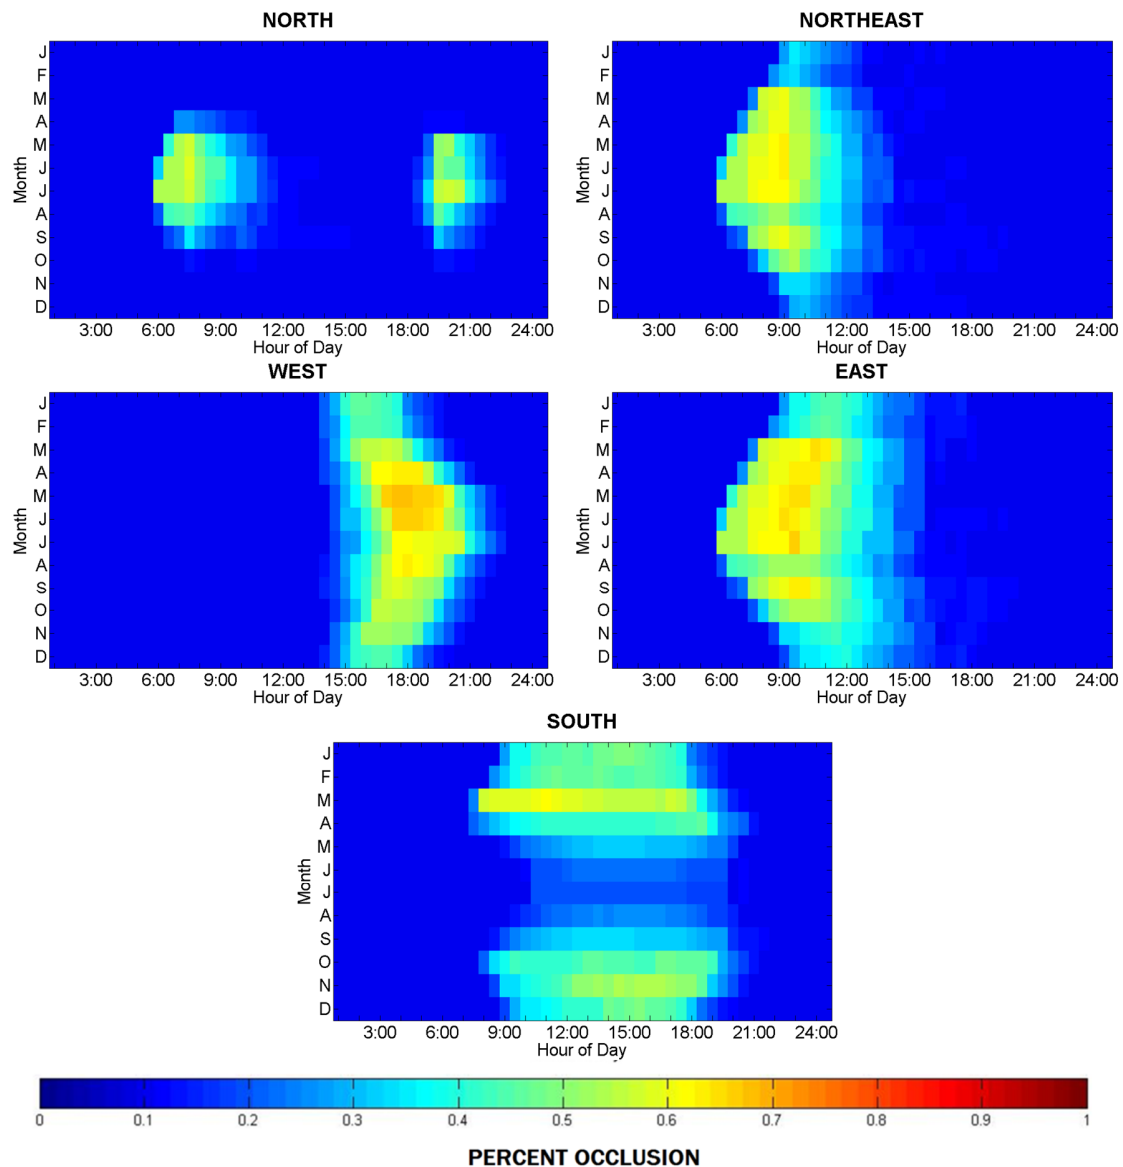 NORTH
NORTHEAST
J
F
M
A
M
J
J
A
S
O
N
D
Month
3:00 6:00 9:00 12:00 15:00 18:00 21:00 24:00
Hour of Day
J
F
M
A
M
J
J
A
S
O
N
D
Month
3:00 6:00 9:00 12:00 15:00 18:00 21:00 24:00
Hour of Day
WEST
EAST
J
F
M
A
M
J
J
A
S
O
N
D
Month
3:00 6:00 9:00 12:00 15:00 18:00 21:00 24:00
Hour of Day
J
F
M
A
M
J
J
A
S
O
N
D
Month
3:00 6:00 9:00 12:00 15:00 18:00 21:00 24:00
Hour of Day
SOUTH
J
F
M
A
M
J
J
A
S
O
N
D
Month
3:00 6:00 9:00 12:00 15:00 18:00 21:00 24:00
Hour of Day
0 0.1 0.2 0.3 0.4 0.5 0.6 0.7 0.8 0.9 1
PERCENT OCCLUSION